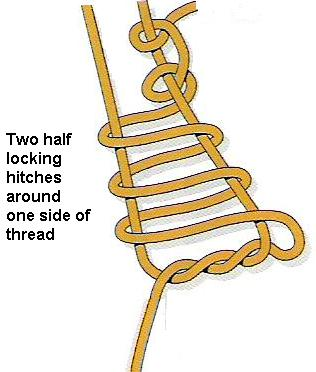 Two half
locking
hitches
around
one side of
thread